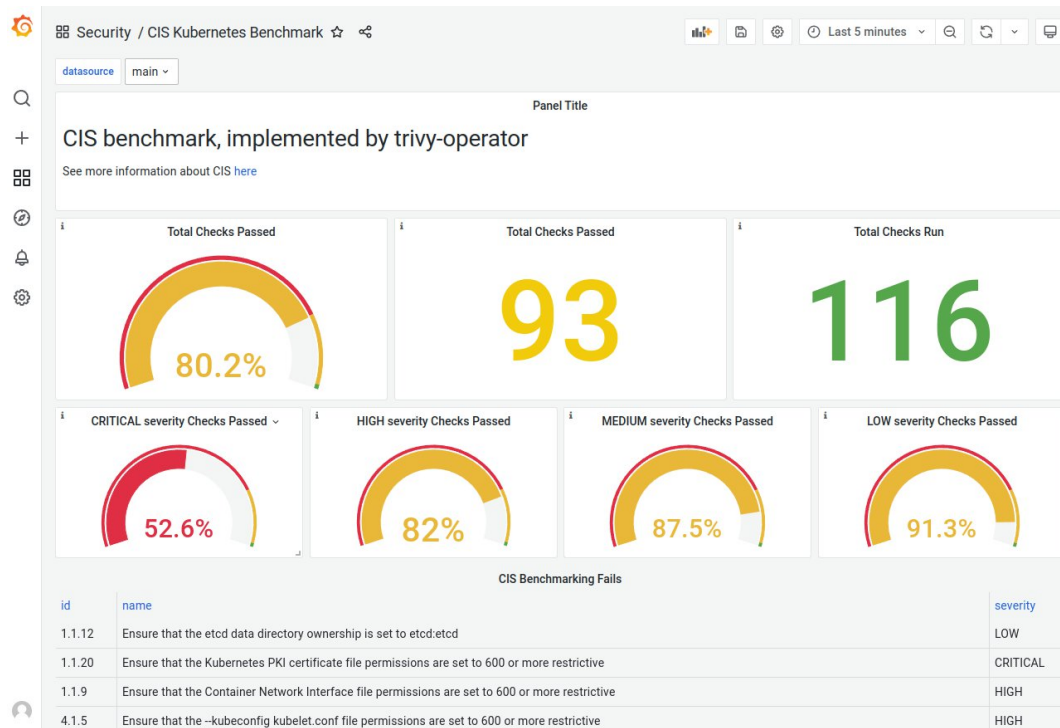 Security / CIS Kubernetes Benchmark
Last 5 minutes
datasource main
Panel Title
CIS benchmark, implemented by trivy-operator
See more information about CIS here
Total Checks Passed
80.2%
Total Checks Passed
93
Total Checks Run
116
CRITICAL severity Checks Passed
52.6%
HIGH severity Checks Passed
82%
MEDIUM severity Checks Passed
87.5%
LOW severity Checks Passed
91.3%
CIS Benchmarking Fails
id name severity
1.1.12 Ensure that the etcd data directory ownership is set to etcd:etcd LOW
1.1.20 Ensure that the Kubernetes PKI certificate file permissions are set to 600 or more restrictive CRITICAL
1.1.9 Ensure that the Container Network Interface file permissions are set to 600 or more restrictive HIGH
4.1.5 Ensure that the --kubeconfig kubelet.conf file permissions are set to 600 or more restrictive HIGH